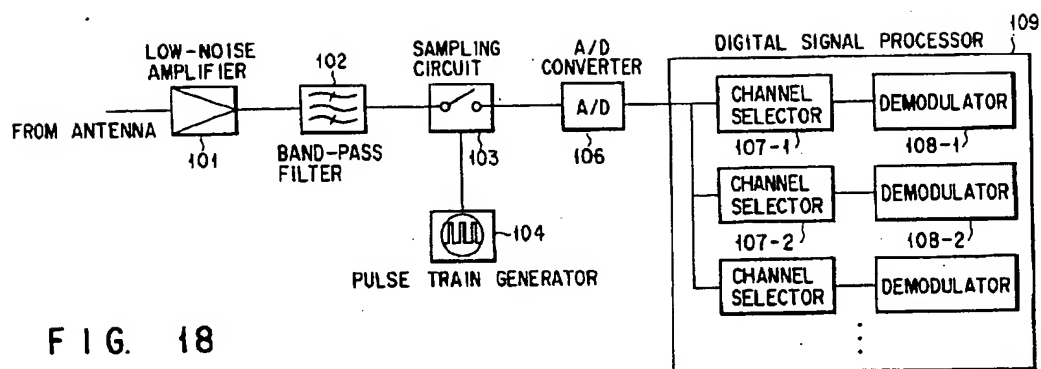 109
DIGITAL SIGNAL PROCESSOR
LOW-NOISE
AMPLIFIER
102
SAMPLING
CIRCUIT
A/D
CONVERTER
FROM ANTENNA
101
BAND-PASS
FILTER
103
A/D
106
CHANNEL
SELECTOR
DEMODULATOR
107-1
108-1
CHANNEL
SELECTOR
DEMODULATOR
107-2
108-2
CHANNEL
SELECTOR
DEMODULATOR
104
PULSE TRAIN GENERATOR
FIG. 18